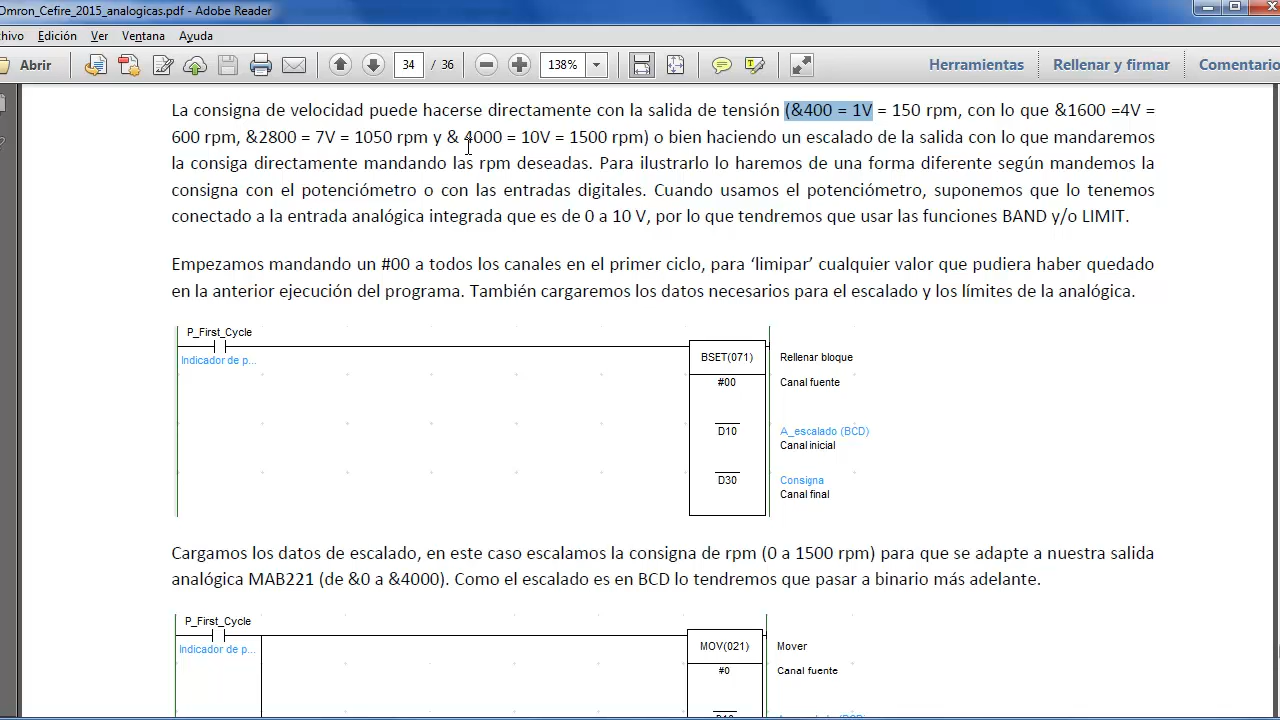 Omron_Cefire_2015_analogicas.pdf - Adobe Reader
chivo Edición Ver Ventana Ayuda
Abrir 34 / 36 138% Herramientas Rellenar y firmar Comentario
La consigna de velocidad puede hacerse directamente con la salida de tensión (&400 = 1V = 150 rpm, con lo que &1600 =4V =
600 rpm, &2800 = 7V = 1050 rpm y & 4000 = 10V = 1500 rpm) o bien haciendo un escalado de la salida con lo que mandaremos
la consiga directamente mandando las rpm deseadas. Para ilustrarlo lo haremos de una forma diferente según mandemos la
consigna con el potenciómetro o con las entradas digitales. Cuando usamos el potenciómetro, suponemos que lo tenemos
conectado a la entrada analógica integrada que es de 0 a 10 V, por lo que tendremos que usar las funciones BAND y/o LIMIT.
Empezamos mandando un #00 a todos los canales en el primer ciclo, para ‘limipar’ cualquier valor que pudiera haber quedado
en la anterior ejecución del programa. También cargaremos los datos necesarios para el escalado y los límites de la analógica.
P_First_Cycle
Indicador de p...
BSET(071) Rellenar bloque
#00 Canal fuente
D10 A_escalado (BCD)
Canal inicial
D30 Consigna
Canal final
Cargamos los datos de escalado, en este caso escalamos la consigna de rpm (0 a 1500 rpm) para que se adapte a nuestra salida
analógica MAB221 (de &0 a &4000). Como el escalado es en BCD lo tendremos que pasar a binario más adelante.
P_First_Cycle
Indicador de p...
MOV(021) Mover
#0 Canal fuente